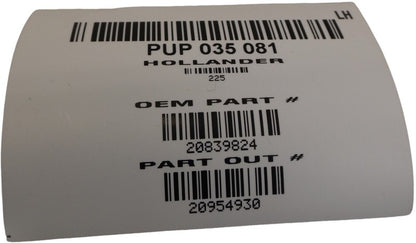 LH
PUP 035 081
HOLLANDER
225
OEM PART #
20839824
PART OUT #
20954930